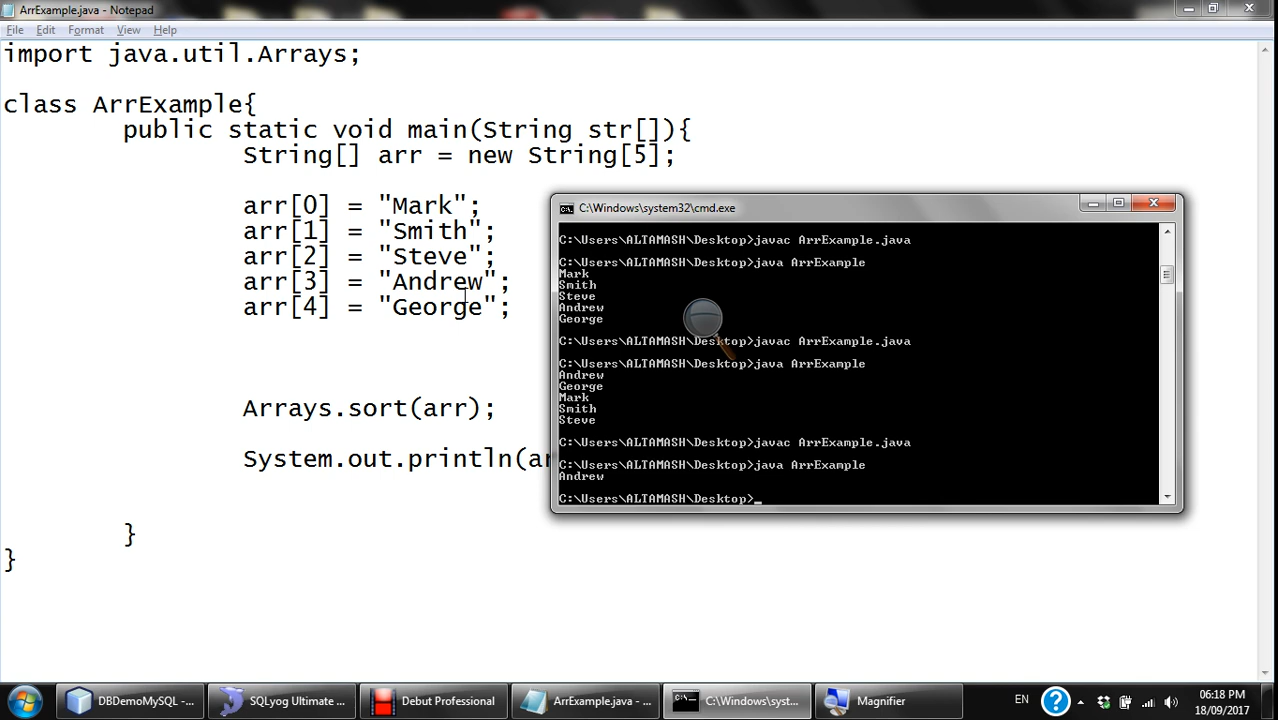 ArrExample.java - Notepad
File Edit Format View Help
import java.util.Arrays;
class ArrExample{
public static void main(String str[]){
String[] arr = new String[5];
arr[0] = "Mark";
arr[1] = "Smith";
arr[2] = "Steve";
arr[3] = "Andrew";
arr[4] = "George";
Arrays.sort(arr);
System.out.println(ar
}
}
C:\Windows\system32\cmd.exe
C:\Users\ALTAMASH\Desktop>javac ArrExample.java
C:\Users\ALTAMASH\Desktop>java ArrExample
Mark
Smith
Steve
Andrew
George
C:\Users\ALTAMASH\Desktop>javac ArrExample.java
C:\Users\ALTAMASH\Desktop>java ArrExample
Andrew
George
Mark
Smith
Steve
C:\Users\ALTAMASH\Desktop>javac ArrExample.java
C:\Users\ALTAMASH\Desktop>java ArrExample
Andrew
C:\Users\ALTAMASH\Desktop>_
DBDemoMySQL -... SQLyog Ultimate ... Debut Professional ArrExample.java - ... C:\Windows\syst... Magnifier EN 06:18 PM
18/09/2017